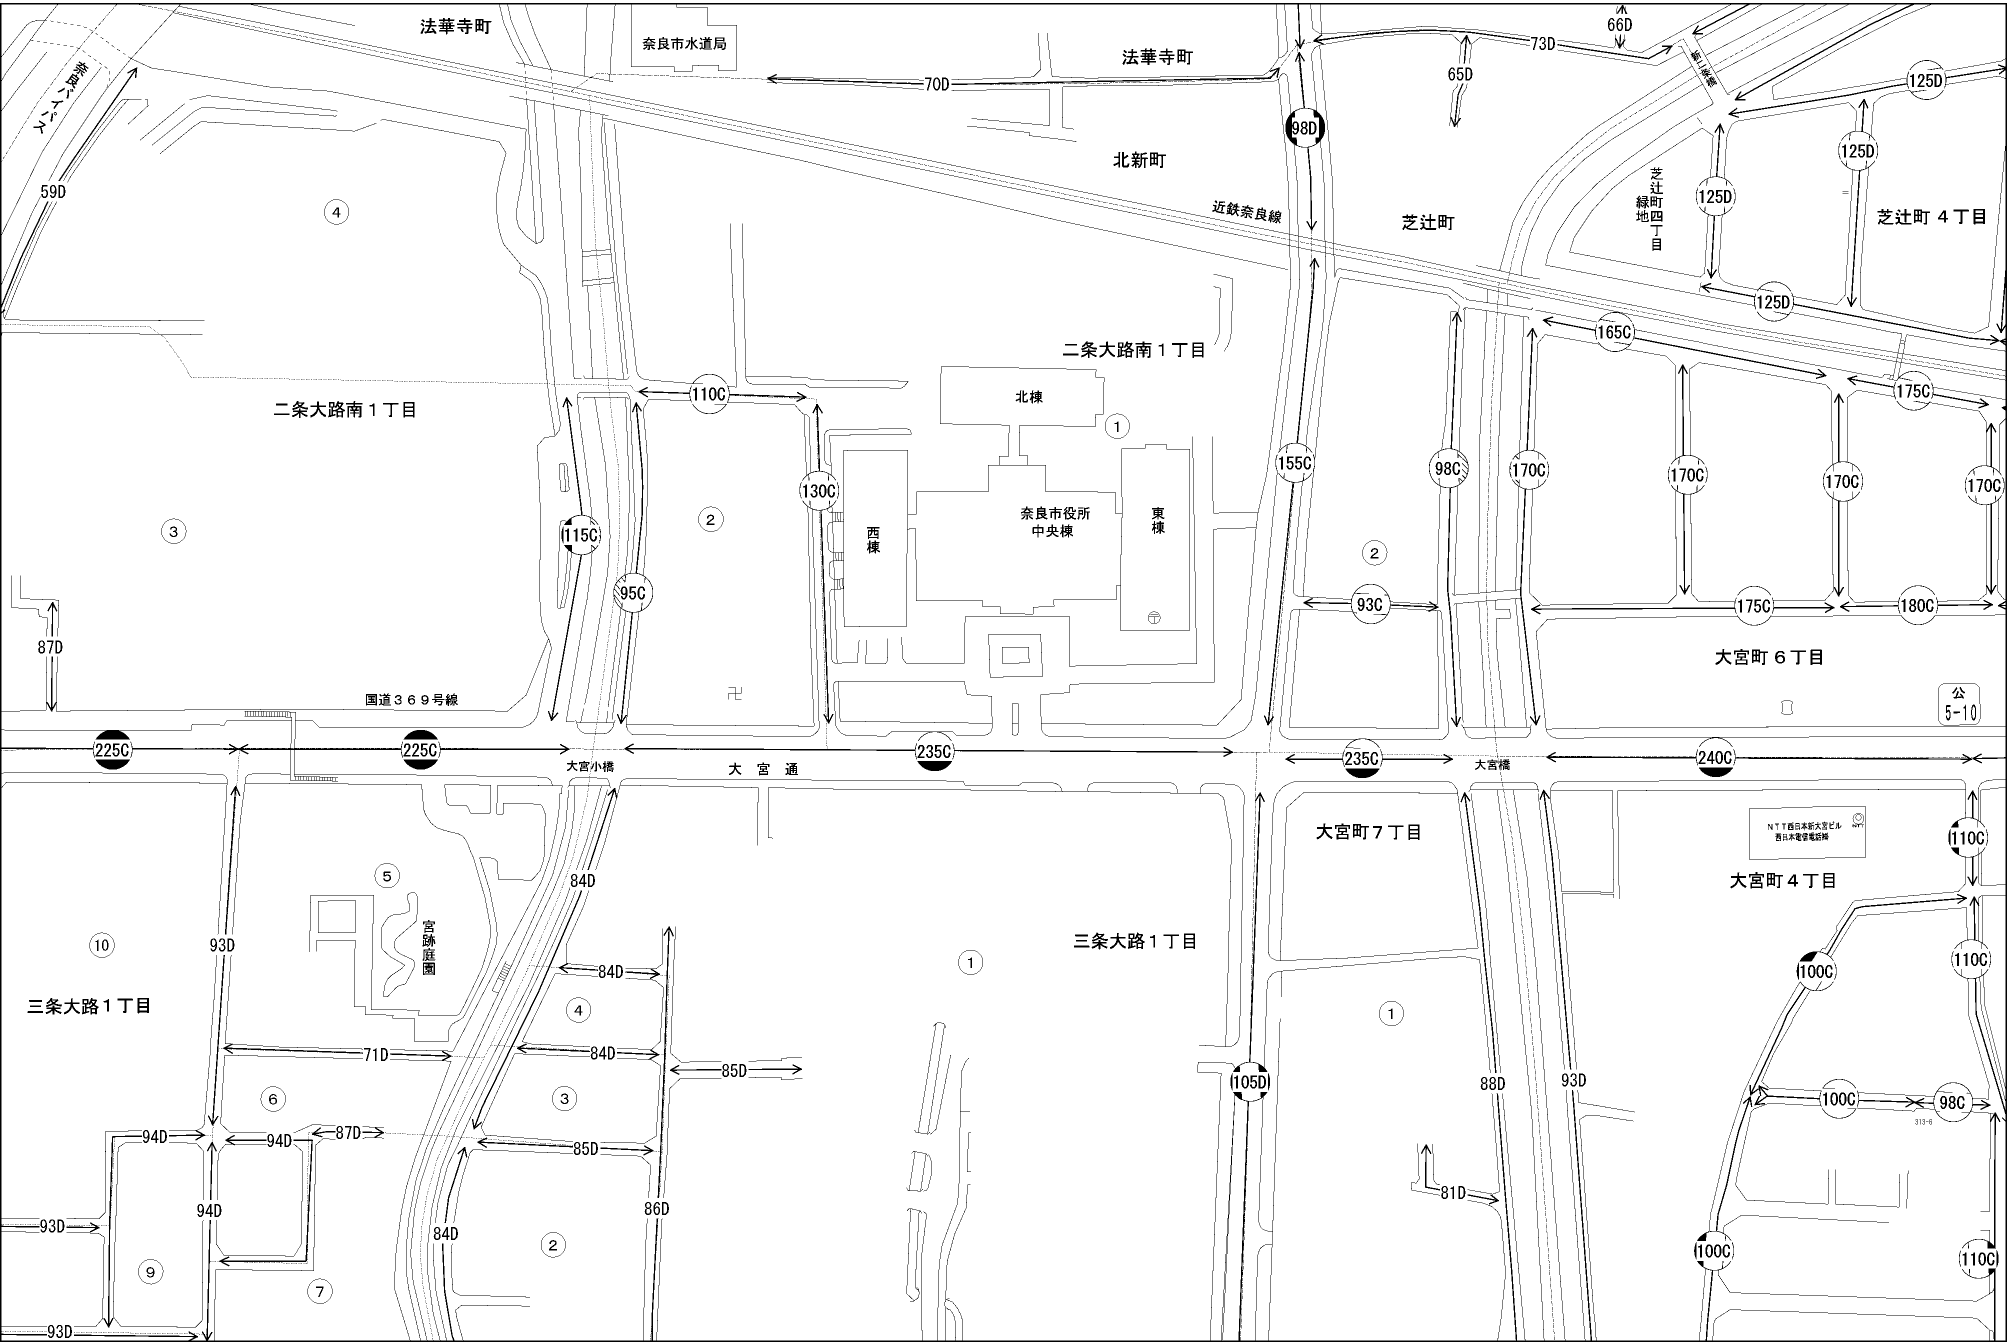 法華寺町
奈良市水道局
法華寺町
66D
73D
65D
70D
奈良バイパス
98D
125D
125D
125D
北新町
59D
④
近鉄奈良線
芝辻町
芝辻町四丁目
緑地
芝辻町４丁目
125D
165C
175C
二条大路南１丁目
二条大路南１丁目
110C
北棟
①
130C
155C
98C
170C
170C
170C
170C
③
②
115C
西棟
奈良市役所
中央棟
東棟
②
95C
93C
175C
180C
87D
大宮町６丁目
国道３６９号線
公
5-10
225C
225C
235C
235C
240C
大宮小橋
大宮通
大宮橋
大宮町７丁目
ＮＴＴ西日本新大宮ビル
西日本電信電話㈱
NTT
110C
大宮町４丁目
⑤
84D
宮跡庭園
⑩
93D
三条大路１丁目
①
84D
100C
110C
三条大路１丁目
④
①
71D
84D
85D
105D
88D
93D
⑥
③
100C
98C
313-6
94D
94D
87D
85D
94D
86D
81D
93D
84D
②
100C
110C
⑨
⑦
93D